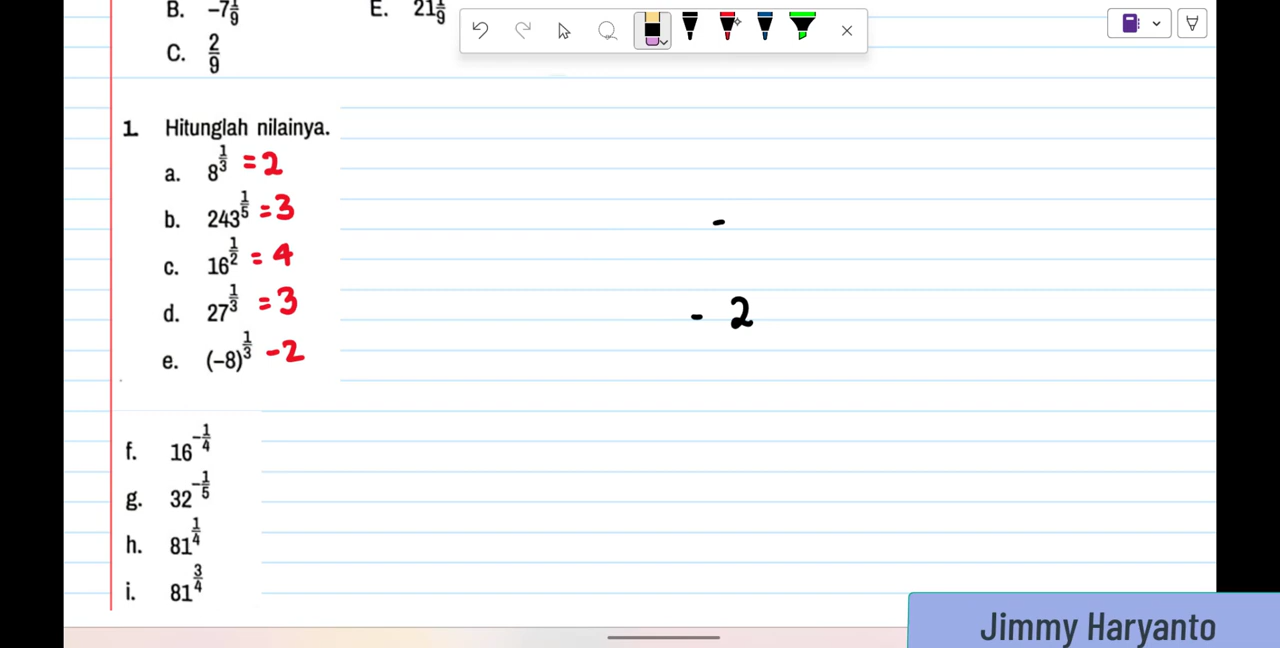 B. −7 1/9 E. 21 1/9
C. 2/9
1. Hitunglah nilainya.
a. 8^(1/3) = 2
b. 243^(1/5) = 3
c. 16^(1/2) = 4
d. 27^(1/3) = 3
e. (−8)^(1/3) -2
-
- 2
f. 16^(−1/4)
g. 32^(−1/5)
h. 81^(1/4)
i. 81^(3/4)
Jimmy Haryanto